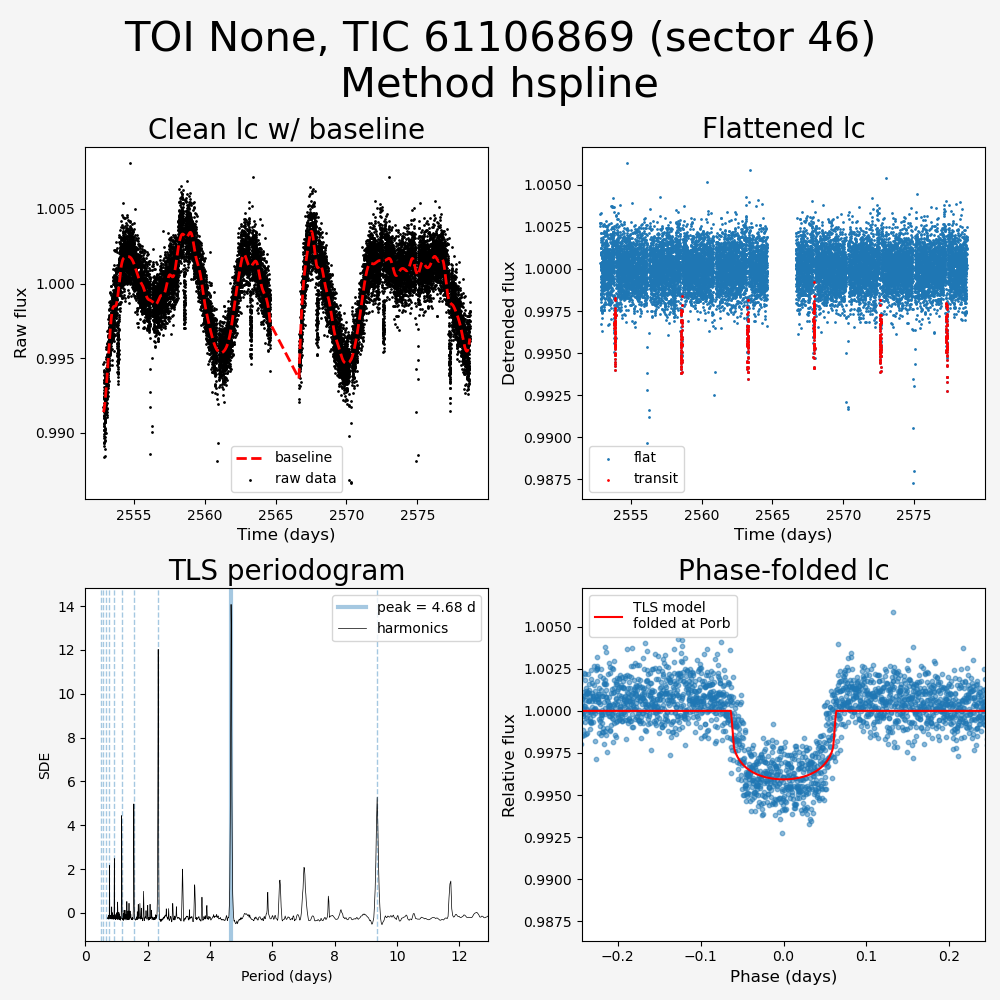 TOI None, TIC 61106869 (sector 46)
Method hspline
Clean lc w/ baseline
Raw flux
1.005
1.000
0.995
0.990
baseline
raw data
2555
2560
2565
2570
2575
Time (days)
Flattened lc
Detrended flux
1.0050
1.0025
1.0000
0.9975
0.9950
0.9925
0.9900
0.9875
flat
transit
2555
2560
2565
2570
2575
Time (days)
TLS periodogram
SDE
14
12
10
8
6
4
2
0
peak = 4.68 d
harmonics
0
2
4
6
8
10
12
Period (days)
Phase-folded lc
Relative flux
1.0050
1.0025
1.0000
0.9975
0.9950
0.9925
0.9900
0.9875
TLS model
folded at Porb
−0.2
−0.1
0.0
0.1
0.2
Phase (days)